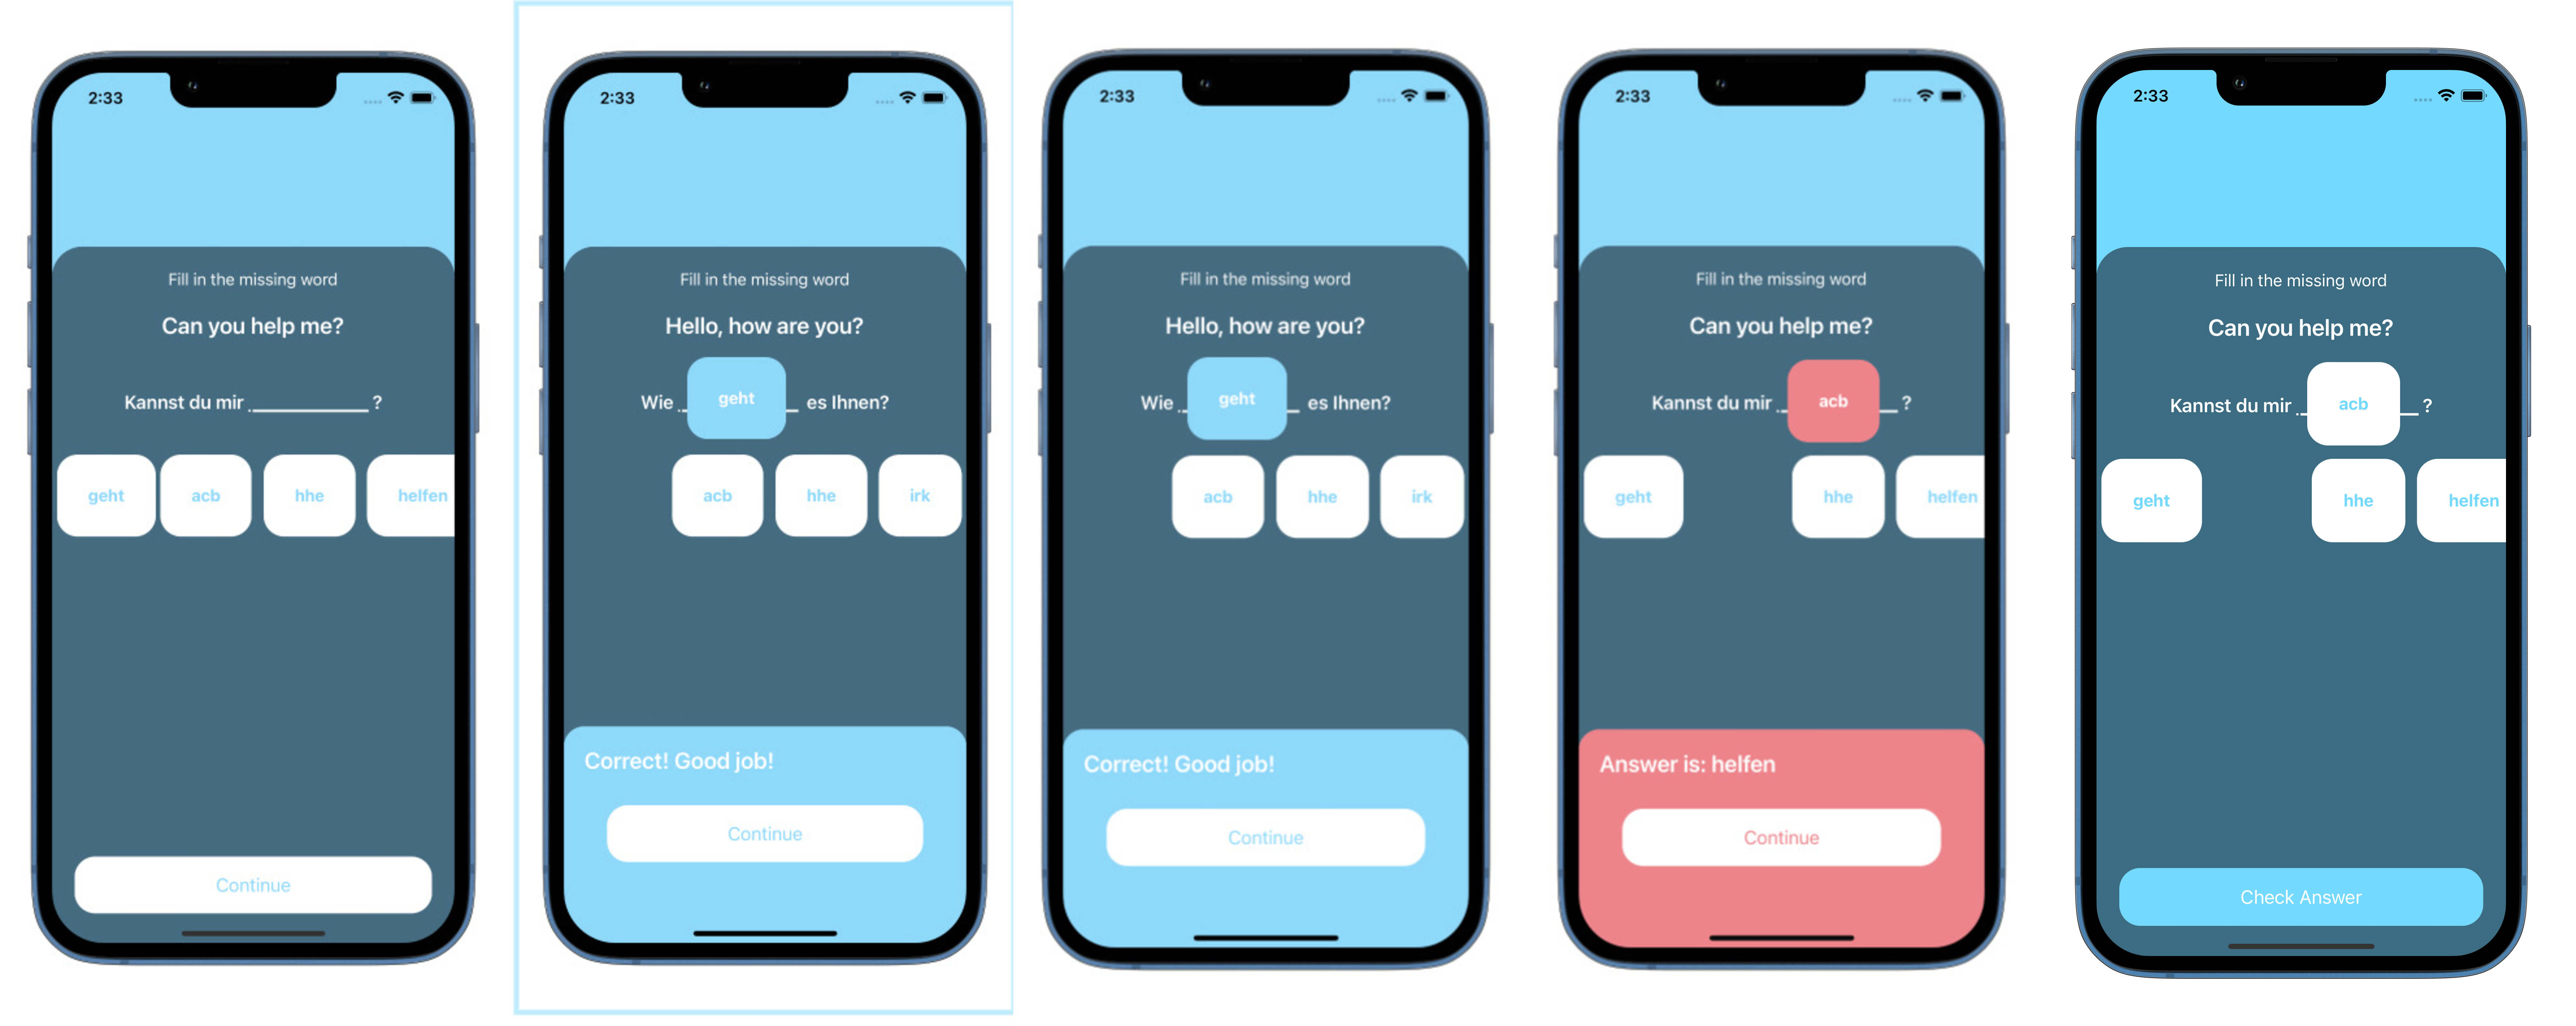 2:33
Fill in the missing word
Can you help me?
Kannst du mir ____________ ?
geht acb hhe helfen
Continue
2:33
Fill in the missing word
Hello, how are you?
Wie _ geht _ es Ihnen?
acb hhe irk
Correct! Good job!
Continue
2:33
Fill in the missing word
Hello, how are you?
Wie _ geht _ es Ihnen?
acb hhe irk
Correct! Good job!
Continue
2:33
Fill in the missing word
Can you help me?
Kannst du mir _ acb _ ?
geht hhe helfen
Answer is: helfen
Continue
2:33
Fill in the missing word
Can you help me?
Kannst du mir _ acb _ ?
geht hhe helfen
Check Answer